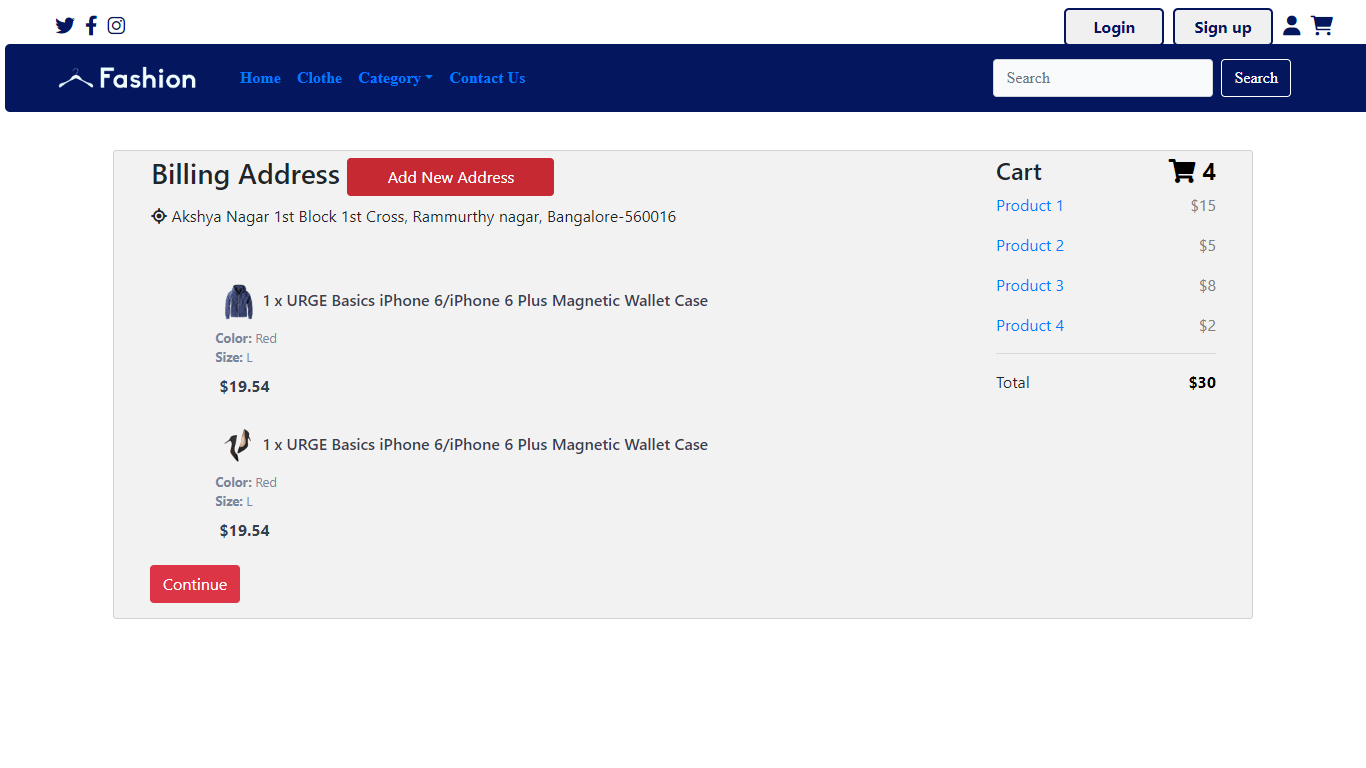 Login Sign up
Fashion Home Clothe Category Contact Us Search Search
Billing Address Add New Address
Akshya Nagar 1st Block 1st Cross, Rammurthy nagar, Bangalore-560016
1 x URGE Basics iPhone 6/iPhone 6 Plus Magnetic Wallet Case
Color: Red
Size: L
$19.54
1 x URGE Basics iPhone 6/iPhone 6 Plus Magnetic Wallet Case
Color: Red
Size: L
$19.54
Continue
Cart 4
Product 1 $15
Product 2 $5
Product 3 $8
Product 4 $2
Total $30